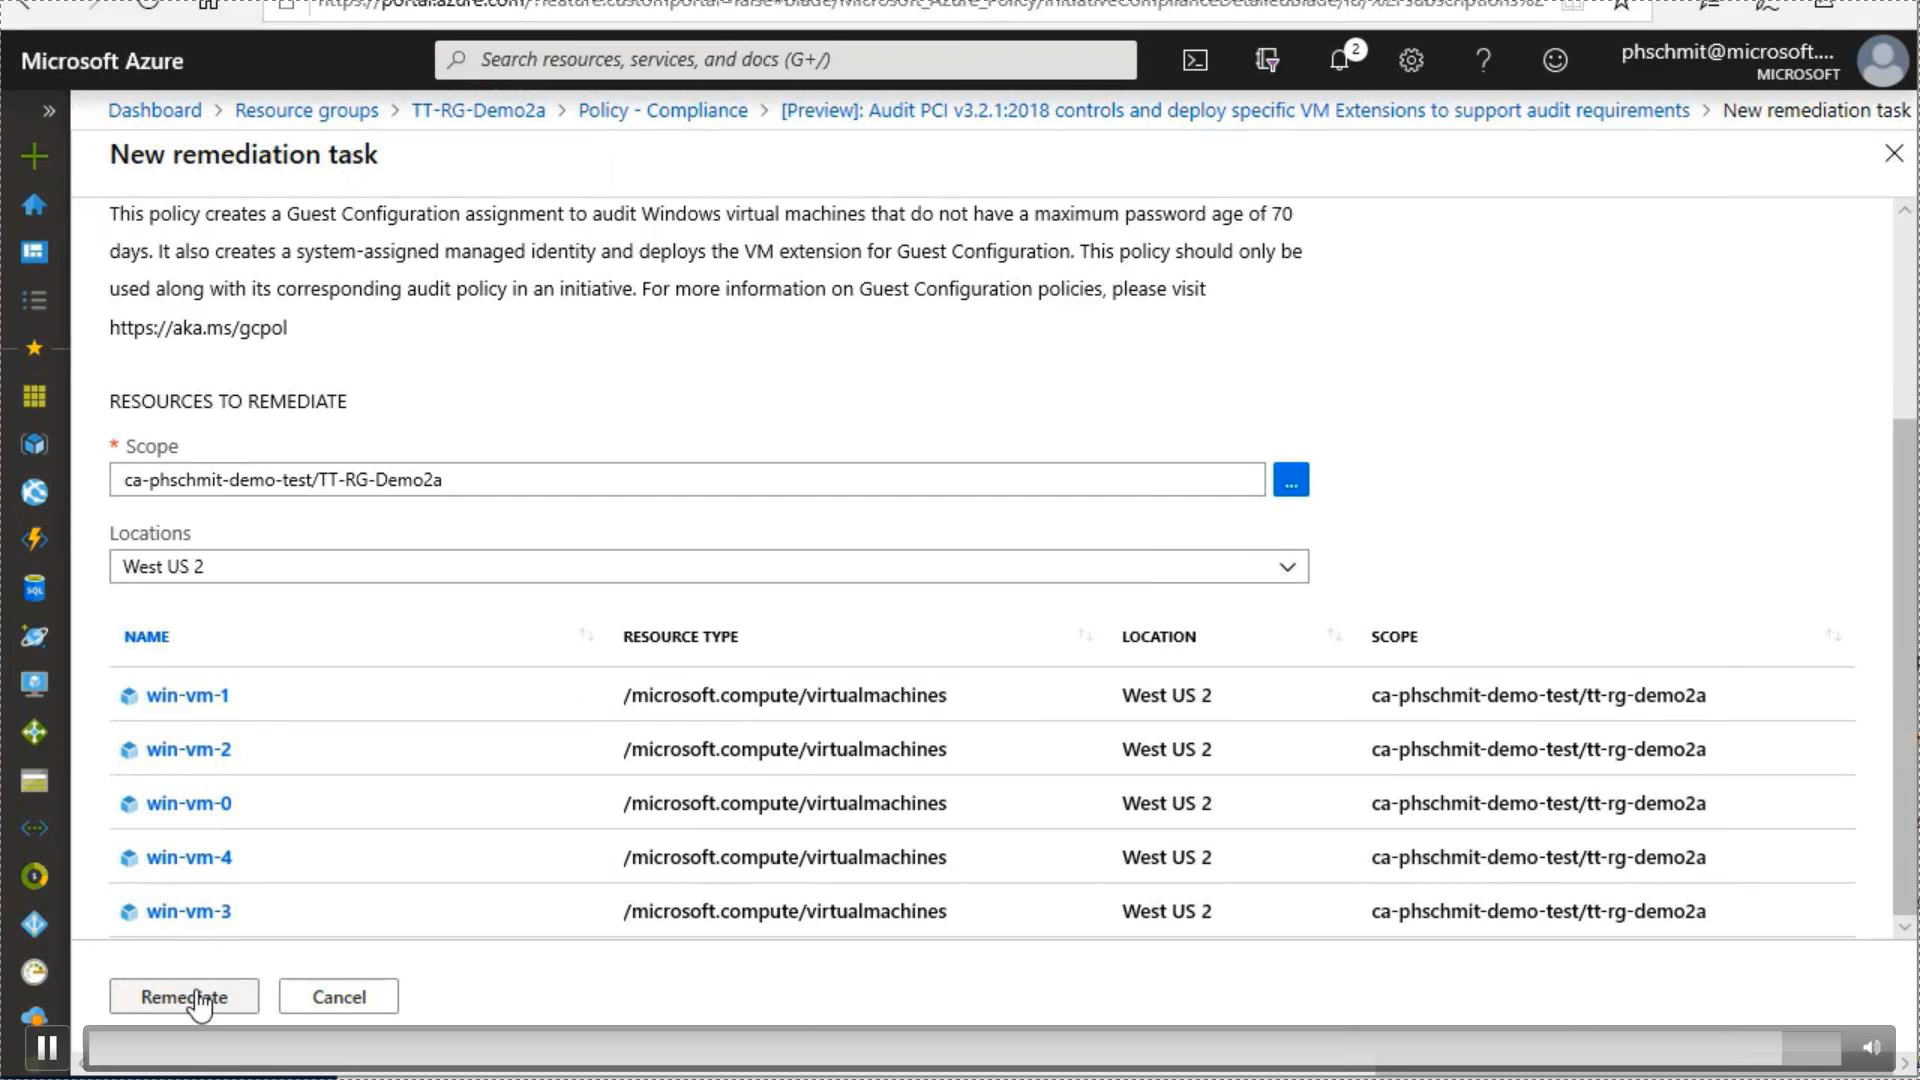 Microsoft Azure
Search resources, services, and docs (G+/)
2
phschmit@microsoft....
MICROSOFT
Dashboard > Resource groups > TT-RG-Demo2a > Policy - Compliance > [Preview]: Audit PCI v3.2.1:2018 controls and deploy specific VM Extensions to support audit requirements > New remediation task
New remediation task
This policy creates a Guest Configuration assignment to audit Windows virtual machines that do not have a maximum password age of 70
days. It also creates a system-assigned managed identity and deploys the VM extension for Guest Configuration. This policy should only be
used along with its corresponding audit policy in an initiative. For more information on Guest Configuration policies, please visit
https://aka.ms/gcpol
RESOURCES TO REMEDIATE
* Scope
ca-phschmit-demo-test/TT-RG-Demo2a
...
Locations
West US 2
NAME RESOURCE TYPE LOCATION SCOPE
win-vm-1 /microsoft.compute/virtualmachines West US 2 ca-phschmit-demo-test/tt-rg-demo2a
win-vm-2 /microsoft.compute/virtualmachines West US 2 ca-phschmit-demo-test/tt-rg-demo2a
win-vm-0 /microsoft.compute/virtualmachines West US 2 ca-phschmit-demo-test/tt-rg-demo2a
win-vm-4 /microsoft.compute/virtualmachines West US 2 ca-phschmit-demo-test/tt-rg-demo2a
win-vm-3 /microsoft.compute/virtualmachines West US 2 ca-phschmit-demo-test/tt-rg-demo2a
Remediate Cancel